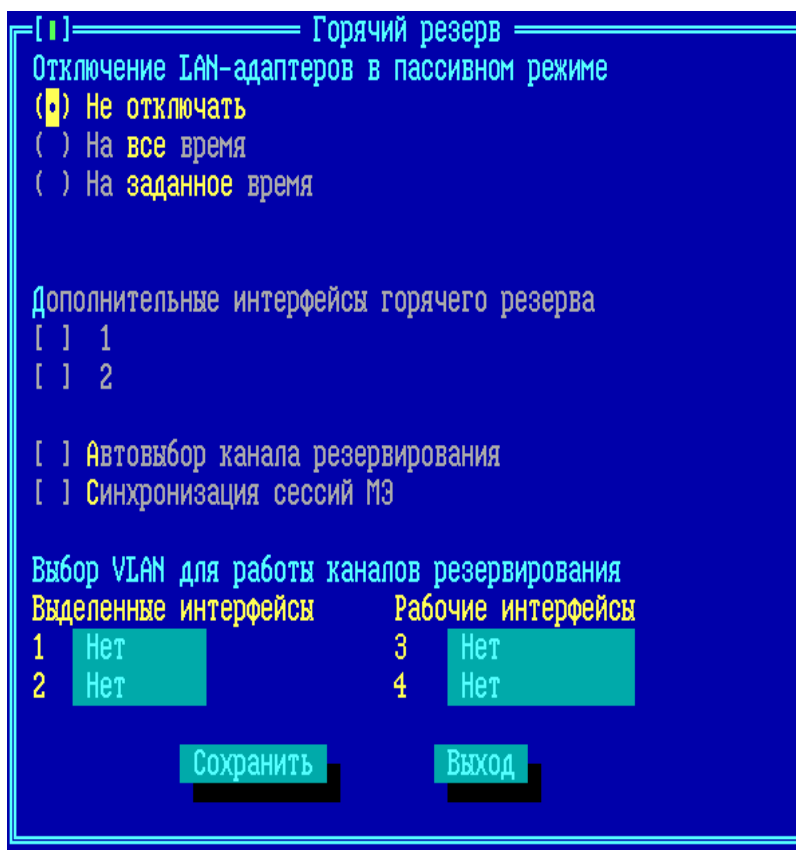 [ ] Горячий резерв
Отключение LAN-адаптеров в пассивном режиме
(•) Не отключать
( ) На все время
( ) На заданное время
Дополнительные интерфейсы горячего резерва
[ ] 1
[ ] 2
[ ] Автовыбор канала резервирования
[ ] Синхронизация сессий МЭ
Выбор VLAN для работы каналов резервирования
Выделенные интерфейсы Рабочие интерфейсы
1 Нет 3 Нет
2 Нет 4 Нет
Сохранить Выход